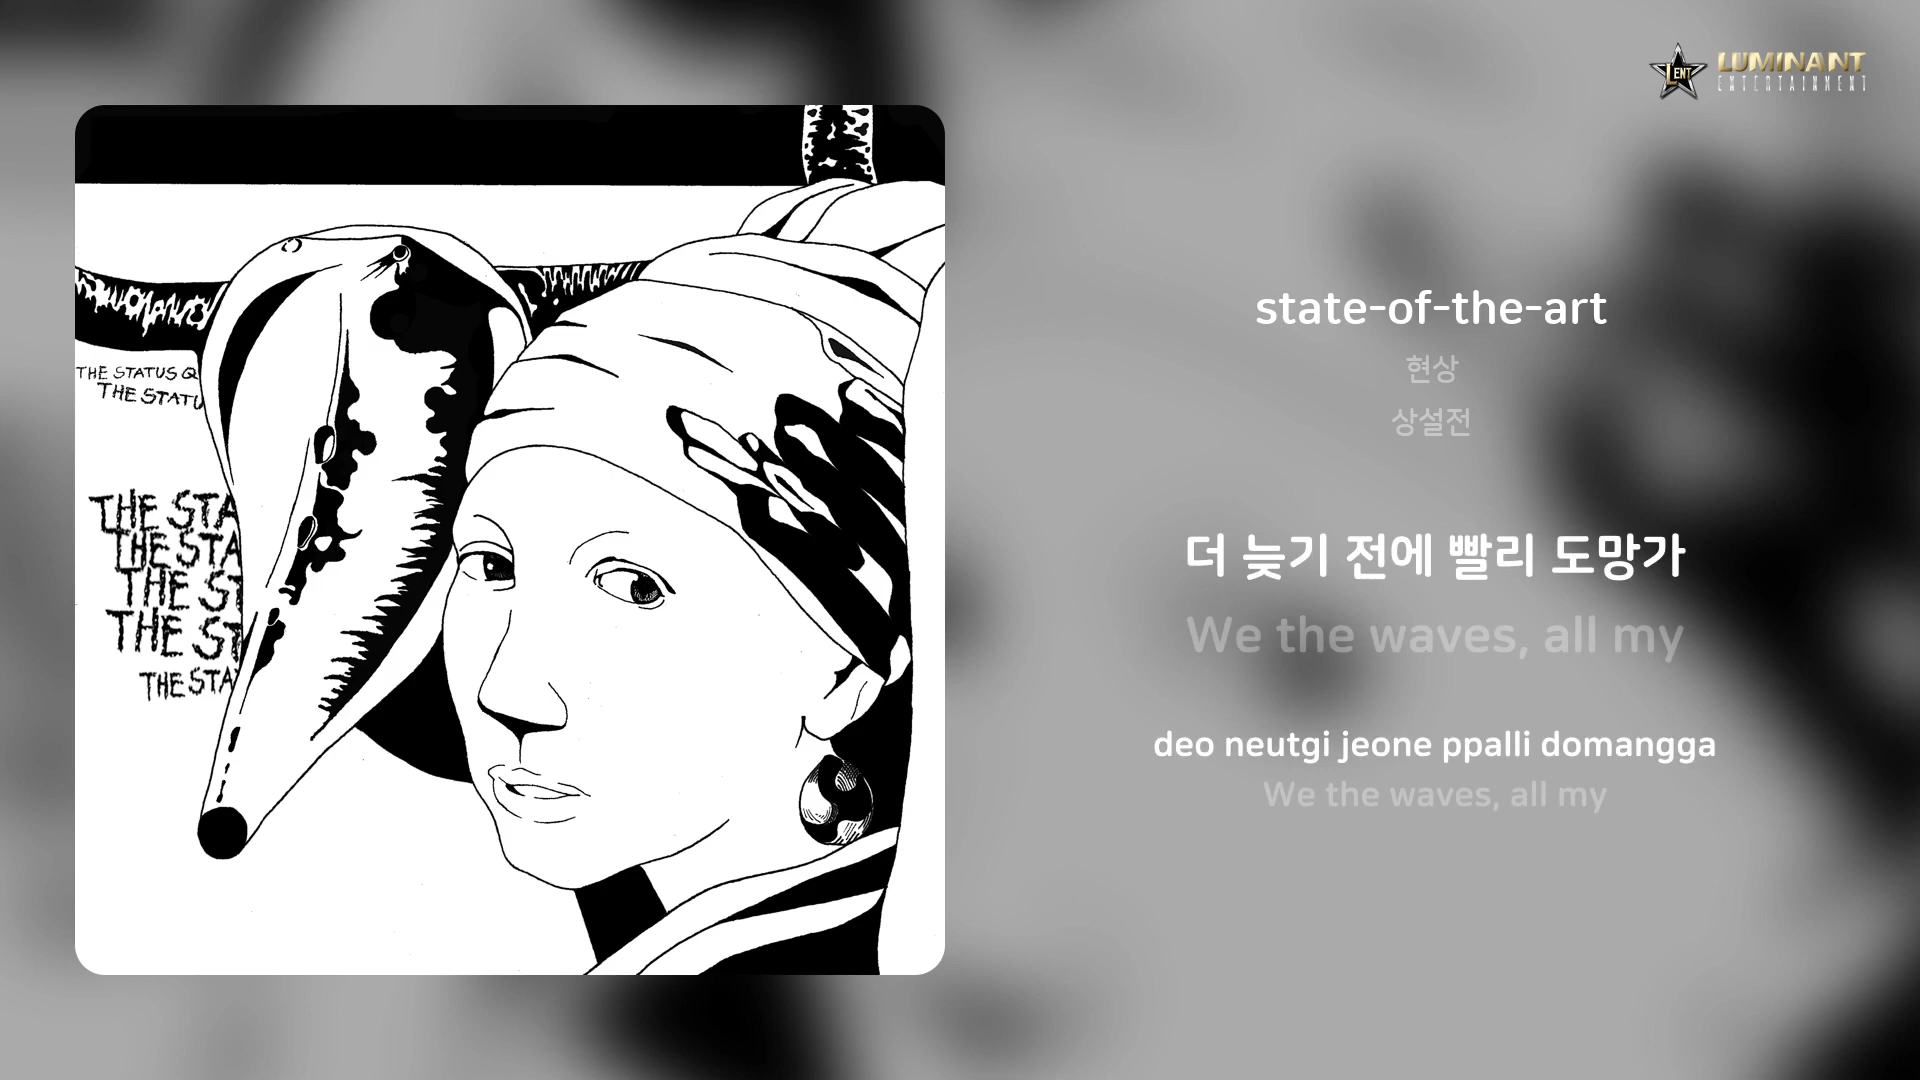 LENT
LUMINANT
ENTERTAINMENT
THE STATUS Q
THE STATU
THE STA
THE STA
THE ST
THE ST
THE STA
state-of-the-art
현상
상설전
더 늦기 전에 빨리 도망가
We the waves, all my
deo neutgi jeone ppalli domangga
We the waves, all my